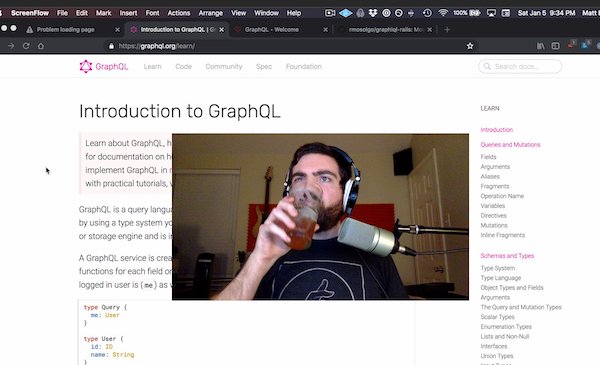 ScreenFlow File Edit Mark Insert Font Actions Arrange View Window Help 100% Sat Jan 5 9:34 PM Matt
Problem loading page Introduction to GraphQL | G GraphQL - Welcome rmosolgo/graphiql-rails: Mo
https://graphql.org/learn/
GraphQL Learn Code Community Spec Foundation Search docs...
Introduction to GraphQL
Learn about GraphQL, h
for documentation on h
implement GraphQL in
with practical tutorials,
GraphQL is a query langua
by using a type system yo
or storage engine and is in
A GraphQL service is crea
functions for each field or
logged in user is (me) as
type Query {
me: User
}
type User {
id: ID
name: String
}
LEARN
Introduction
Queries and Mutations
Fields
Arguments
Aliases
Fragments
Operation Name
Variables
Directives
Mutations
Inline Fragments
Schemas and Types
Type System
Type Language
Object Types and Fields
Arguments
The Query and Mutation Types
Scalar Types
Enumeration Types
Lists and Non-Null
Interfaces
Union Types